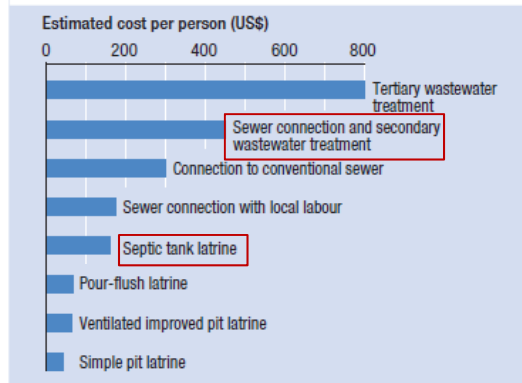 Estimated cost per person (US$)
0 200 400 600 800
Tertiary wastewater
treatment
Sewer connection and secondary
wastewater treatment
Connection to conventional sewer
Sewer connection with local labour
Septic tank latrine
Pour-flush latrine
Ventilated improved pit latrine
Simple pit latrine